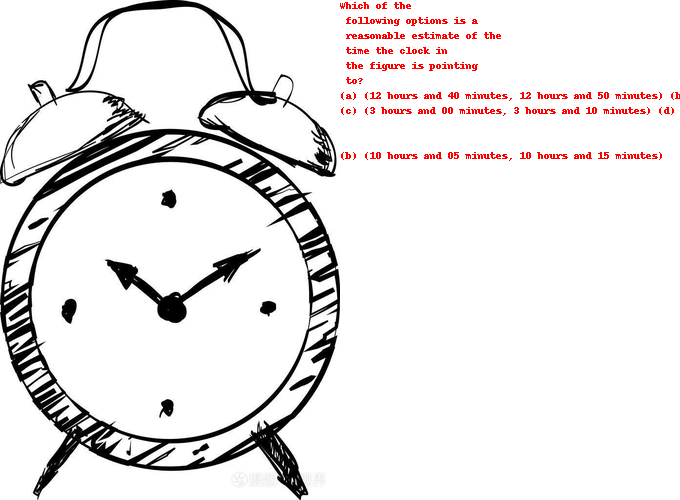 Which of the
following options is a
reasonable estimate of the
time the clock in
the figure is pointing
to?
(a) (12 hours and 40 minutes, 12 hours and 50 minutes) (b
(c) (3 hours and 00 minutes, 3 hours and 10 minutes) (d)
(b) (10 hours and 05 minutes, 10 hours and 15 minutes)